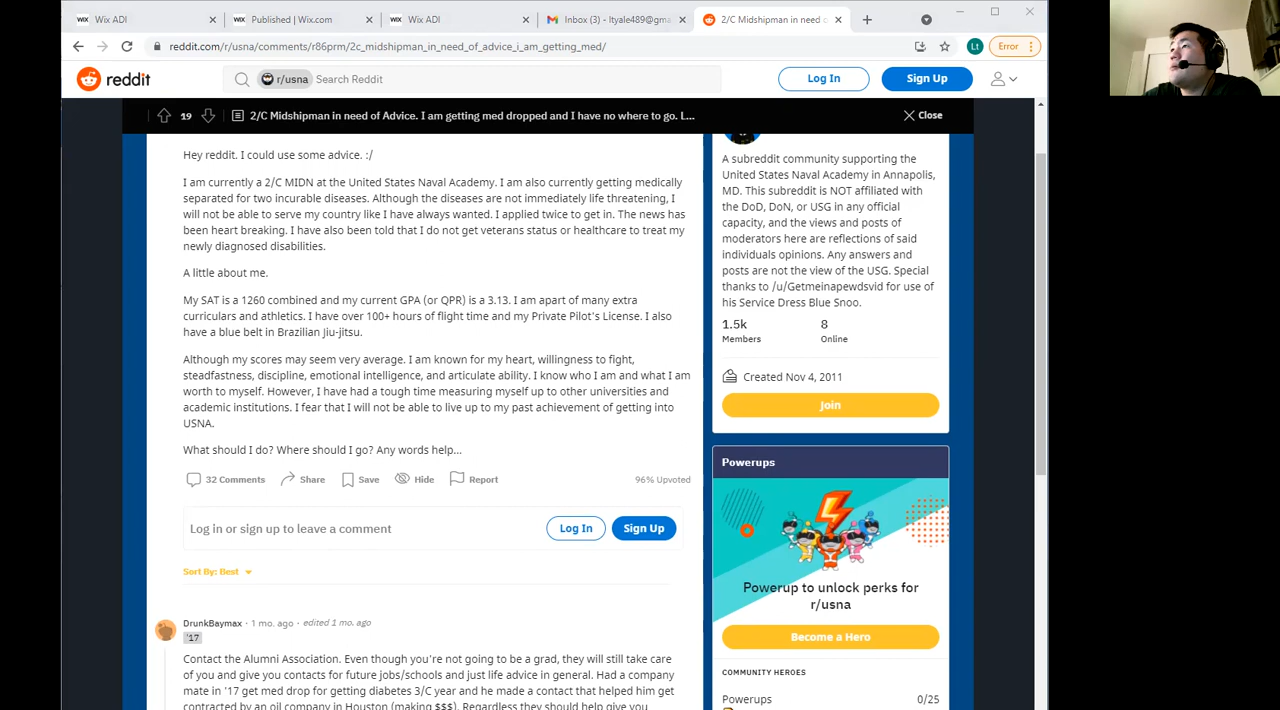 Wix ADI
Published | Wix.com
Wix ADI
Inbox (3) - ltyale489@gma
2/C Midshipman in need o
reddit.com/r/usna/comments/r86prm/2c_midshipman_in_need_of_advice_i_am_getting_med/
Lt
Error
reddit
r/usna
Search Reddit
Log In
Sign Up
19
2/C Midshipman in need of Advice. I am getting med dropped and I have no where to go. L...
Close
Hey reddit. I could use some advice. :/
I am currently a 2/C MIDN at the United States Naval Academy. I am also currently getting medically
separated for two incurable diseases. Although the diseases are not immediately life threatening, I
will not be able to serve my country like I have always wanted. I applied twice to get in. The news has
been heart breaking. I have also been told that I do not get veterans status or healthcare to treat my
newly diagnosed disabilities.
A little about me.
My SAT is a 1260 combined and my current GPA (or QPR) is a 3.13. I am apart of many extra
curriculars and athletics. I have over 100+ hours of flight time and my Private Pilot's License. I also
have a blue belt in Brazilian Jiu-jitsu.
Although my scores may seem very average. I am known for my heart, willingness to fight,
steadfastness, discipline, emotional intelligence, and articulate ability. I know who I am and what I am
worth to myself. However, I have had a tough time measuring myself up to other universities and
academic institutions. I fear that I will not be able to live up to my past achievement of getting into
USNA.
What should I do? Where should I go? Any words help...
32 Comments
Share
Save
Hide
Report
96% Upvoted
Log in or sign up to leave a comment
Log In
Sign Up
Sort By: Best
DrunkBaymax · 1 mo. ago · edited 1 mo. ago
'17
Contact the Alumni Association. Even though you're not going to be a grad, they will still take care
of you and give you contacts for future jobs/schools and just life advice in general. Had a company
mate in '17 get med drop for getting diabetes 3/C year and he made a contact that helped him get
contracted by an oil company in Houston (making $$$). Regardless they should help give you
A subreddit community supporting the
United States Naval Academy in Annapolis,
MD. This subreddit is NOT affiliated with
the DoD, DoN, or USG in any official
capacity, and the views and posts of
moderators here are reflections of said
individuals opinions. Any answers and
posts are not the view of the USG. Special
thanks to /u/Getmeinapewdsvid for use of
his Service Dress Blue Snoo.
1.5k
Members
8
Online
Created Nov 4, 2011
Join
Powerups
Powerup to unlock perks for
r/usna
Become a Hero
COMMUNITY HEROES
Powerups
0/25